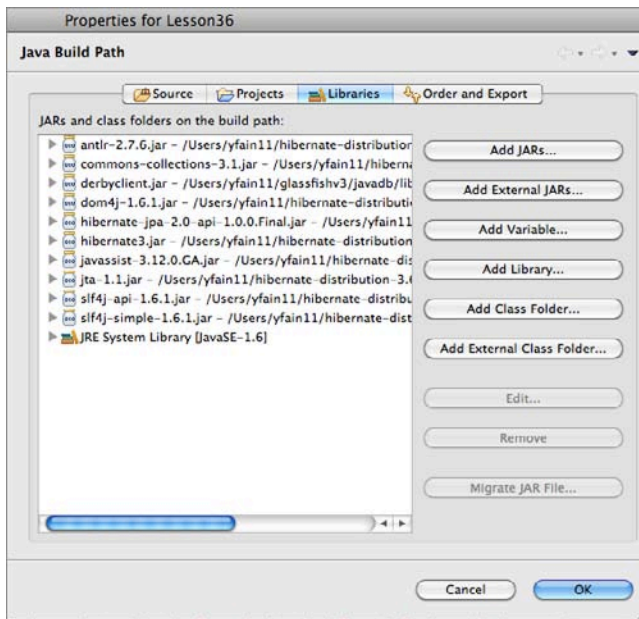 Properties for Lesson36
Java Build Path
Source Projects Libraries Order and Export
JARs and class folders on the build path:
antlr-2.7.6.jar - /Users/yfain11/hibernate-distribution
commons-collections-3.1.jar - /Users/yfain11/hiberna
derbyclient.jar - /Users/yfain11/glassfishv3/javadb/lib
dom4j-1.6.1.jar - /Users/yfain11/hibernate-distributi
hibernate-jpa-2.0-api-1.0.0.Final.jar - /Users/yfain11
hibernate3.jar - /Users/yfain11/hibernate-distribution
javassist-3.12.0.GA.jar - /Users/yfain11/hibernate-di
jta-1.1.jar - /Users/yfain11/hibernate-distribution-3.6
slf4j-api-1.6.1.jar - /Users/yfain11/hibernate-distribu
slf4j-simple-1.6.1.jar - /Users/yfain11/hibernate-dist
JRE System Library [JavaSE-1.6]
Add JARs...
Add External JARs...
Add Variable...
Add Library...
Add Class Folder...
Add External Class Folder...
Edit...
Remove
Migrate JAR File...
Cancel
OK